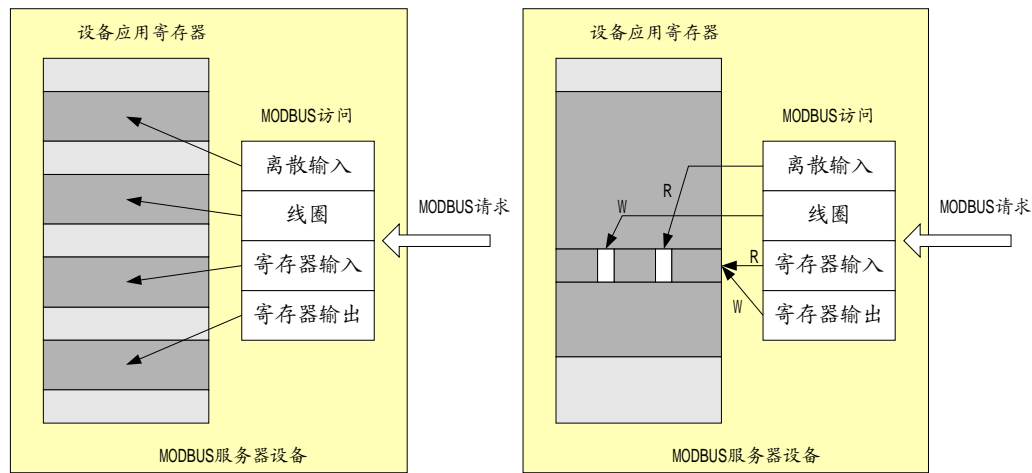 设备应用寄存器
MODBUS访问
离散输入
线圈
寄存器输入
寄存器输出
MODBUS请求
MODBUS服务器设备
设备应用寄存器
MODBUS访问
离散输入
线圈
寄存器输入
寄存器输出
R
W
R
W
MODBUS请求
MODBUS服务器设备